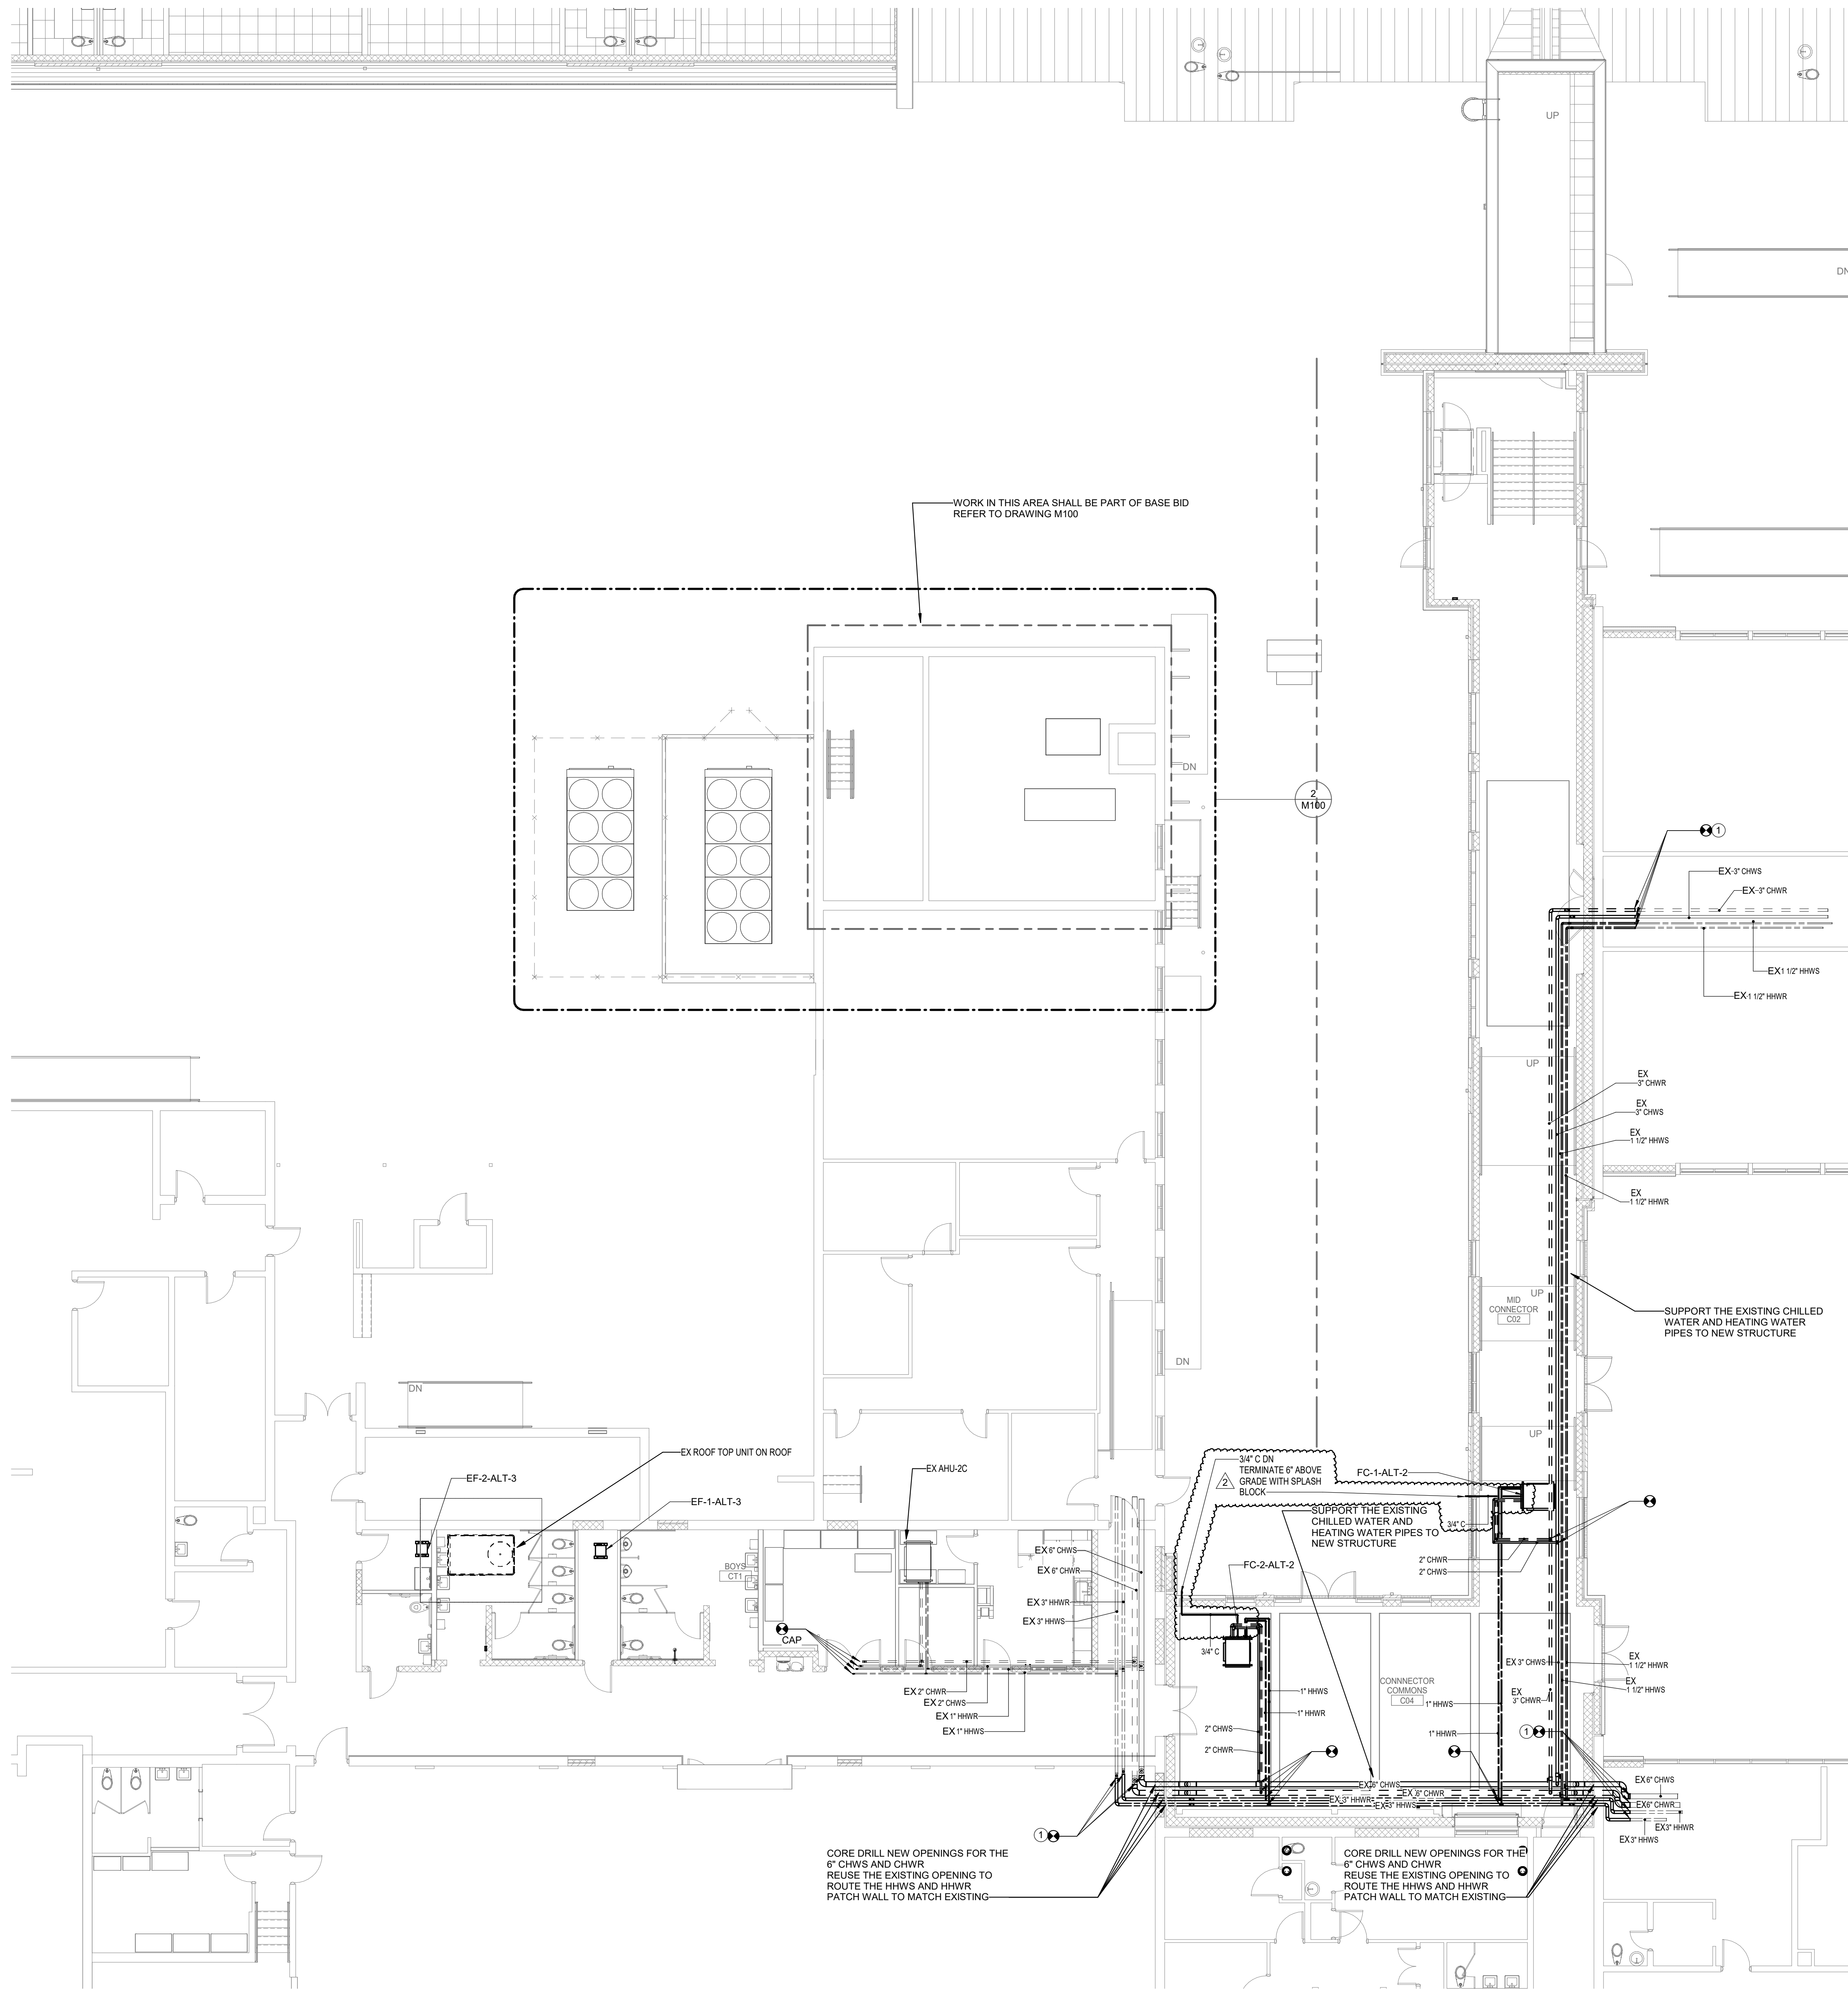 UP
DN
WORK IN THIS AREA SHALL BE PART OF BASE BID
REFER TO DRAWING M100
DN
2
M100
1
EX 3" CHWS
EX 3" CHWR
EX 1 1/2" HHWS
EX 1 1/2" HHWR
UP
EX
3" CHWR
EX
3" CHWS
EX
1 1/2" HHWS
EX
1 1/2" HHWR
UP
MID
CONNECTOR
C02
SUPPORT THE EXISTING CHILLED
WATER AND HEATING WATER
PIPES TO NEW STRUCTURE
DN
DN
UP
EX ROOF TOP UNIT ON ROOF
EF-2-ALT-3
EF-1-ALT-3
EX AHU-2C
2
3/4" C DN
TERMINATE 6" ABOVE
GRADE WITH SPLASH
BLOCK
FC-1-ALT-2
3/4" C
SUPPORT THE EXISTING
CHILLED WATER AND
HEATING WATER PIPES TO
NEW STRUCTURE
2" CHWR
2" CHWS
BOYS
CT1
EX 6" CHWS
EX 6" CHWR
EX 3" HHWR
EX 3" HHWS
FC-2-ALT-2
3/4" C
CAP
EX 2" CHWR
EX 2" CHWS
EX 1" HHWR
EX 1" HHWS
1" HHWS
1" HHWR
2" CHWS
2" CHWR
CONNNECTOR
COMMONS
C04
1" HHWS
1" HHWR
EX 3" CHWS
EX
3" CHWR
EX
1 1/2" HHWR
EX
1 1/2" HHWS
1
EX 6" CHWS
EX 6" CHWR
EX 3" HHWR
EX 3" HHWS
EX 6" CHWS
EX 6" CHWR
EX 3" HHWR
EX 3" HHWS
1
CORE DRILL NEW OPENINGS FOR THE
6" CHWS AND CHWR
REUSE THE EXISTING OPENING TO
ROUTE THE HHWS AND HHWR
PATCH WALL TO MATCH EXISTING
CORE DRILL NEW OPENINGS FOR THE
6" CHWS AND CHWR
REUSE THE EXISTING OPENING TO
ROUTE THE HHWS AND HHWR
PATCH WALL TO MATCH EXISTING